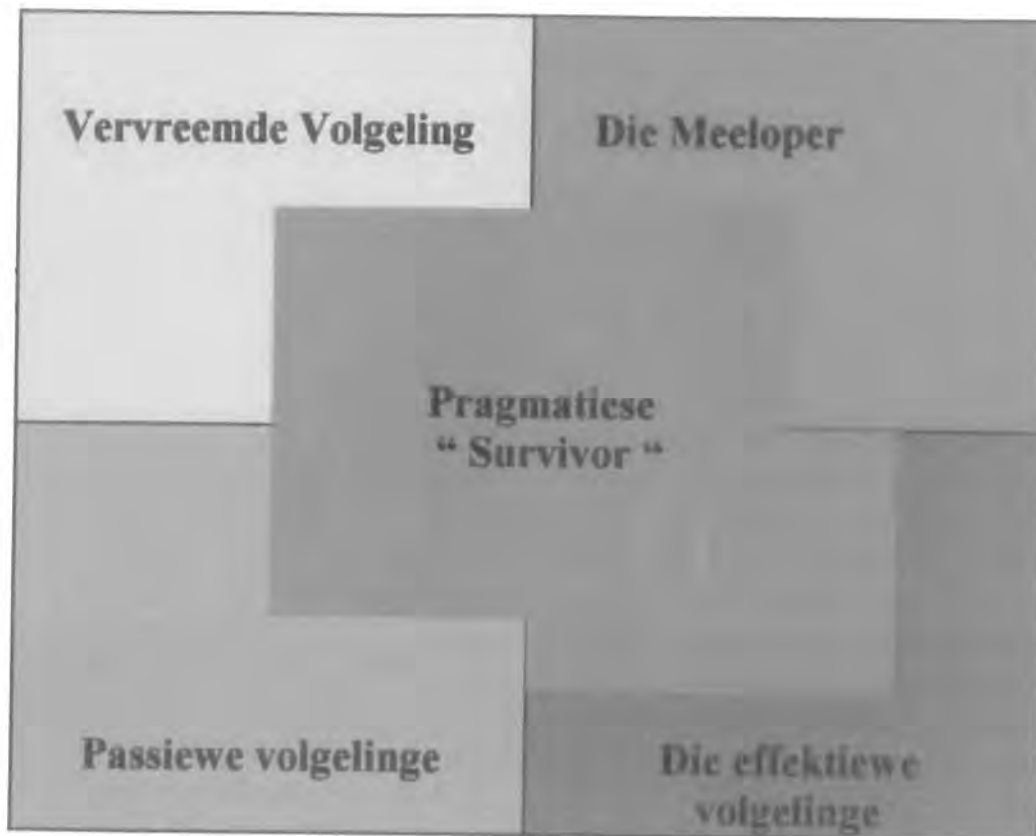 Vervreemde Volgeling
Die Meeloper
Pragmatiese
“ Survivor “
Passiewe volgelinge
Die effektiewe
volgelinge